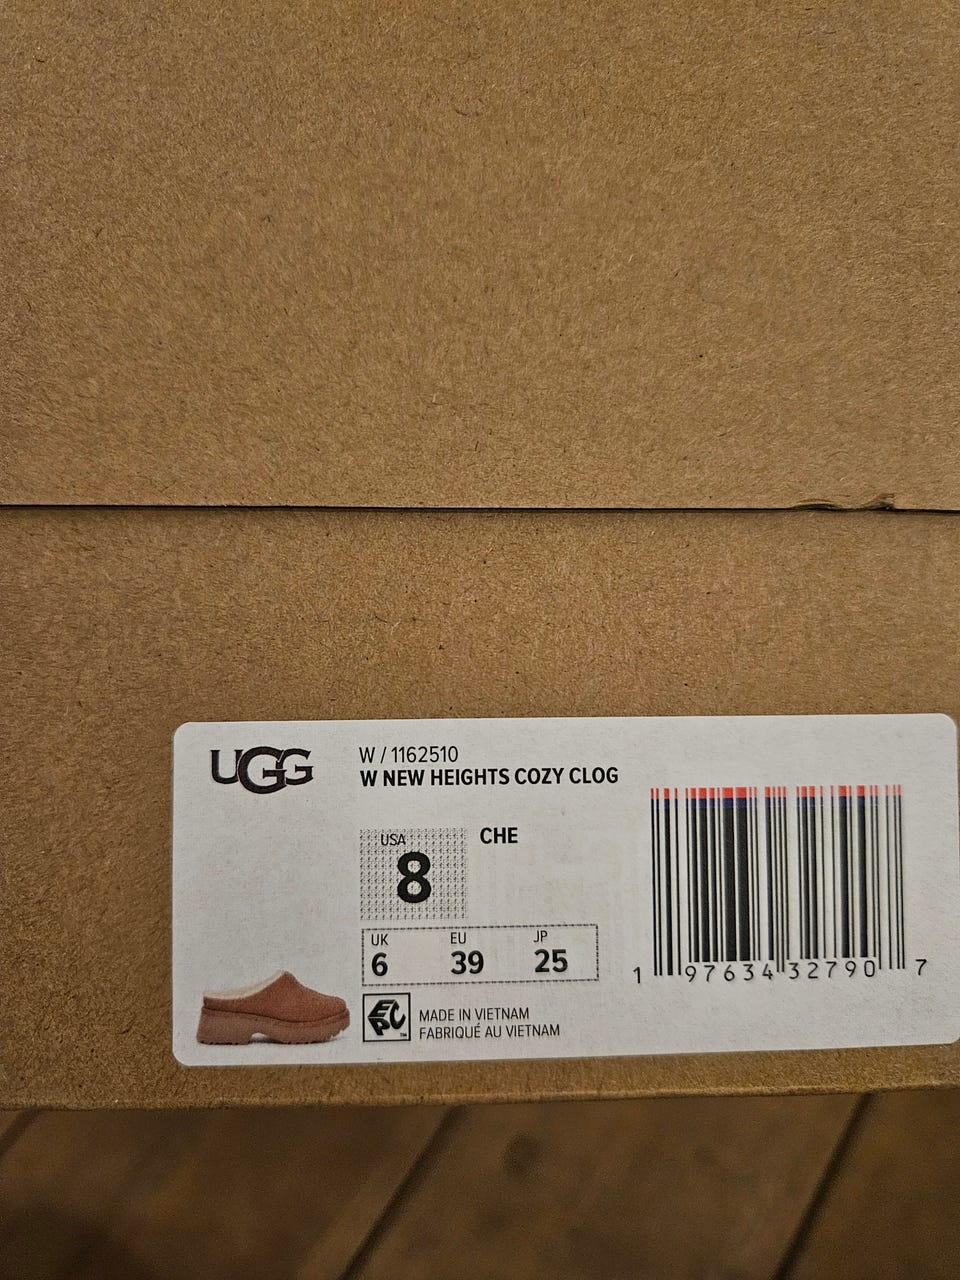 UGG
W / 1162510
W NEW HEIGHTS COZY CLOG
USA
8
CHE
UK EU JP
6 39 25
EPC™
MADE IN VIETNAM
FABRIQUÉ AU VIETNAM
1 97634 32790 7